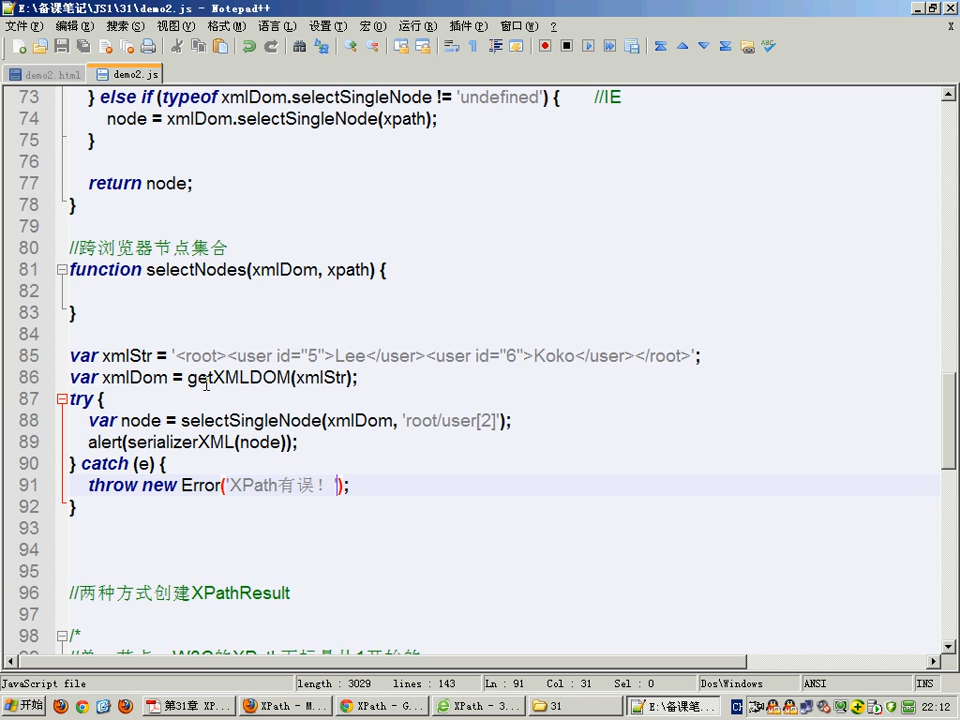 E:\备课笔记\JS1\31\demo2.js - Notepad++
文件(F) 编辑(E) 搜索(S) 视图(V) 格式(M) 语言(L) 设置(T) 宏(O) 运行(R) 插件(P) 窗口(W) ? X
demo2.html demo2.js
73 } else if (typeof xmlDom.selectSingleNode != 'undefined') { //IE
74 node = xmlDom.selectSingleNode(xpath);
75 }
76
77 return node;
78 }
79
80 //跨浏览器节点集合
81 function selectNodes(xmlDom, xpath) {
82
83 }
84
85 var xmlStr = '<root><user id="5">Lee</user><user id="6">Koko</user></root>';
86 var xmlDom = getXMLDOM(xmlStr);
87 try {
88 var node = selectSingleNode(xmlDom, 'root/user[2]');
89 alert(serializerXML(node));
90 } catch (e) {
91 throw new Error('XPath有误！');
92 }
93
94
95
96 //两种方式创建XPathResult
97
98 /*
JavaScript file length : 3029 lines : 143 Ln : 91 Col : 31 Sel : 0 Dos\Windows ANSI INS
开始 第31章 XP... XPath - M... XPath - G... XPath - 3... 31 E:\备课笔... CH 22:12